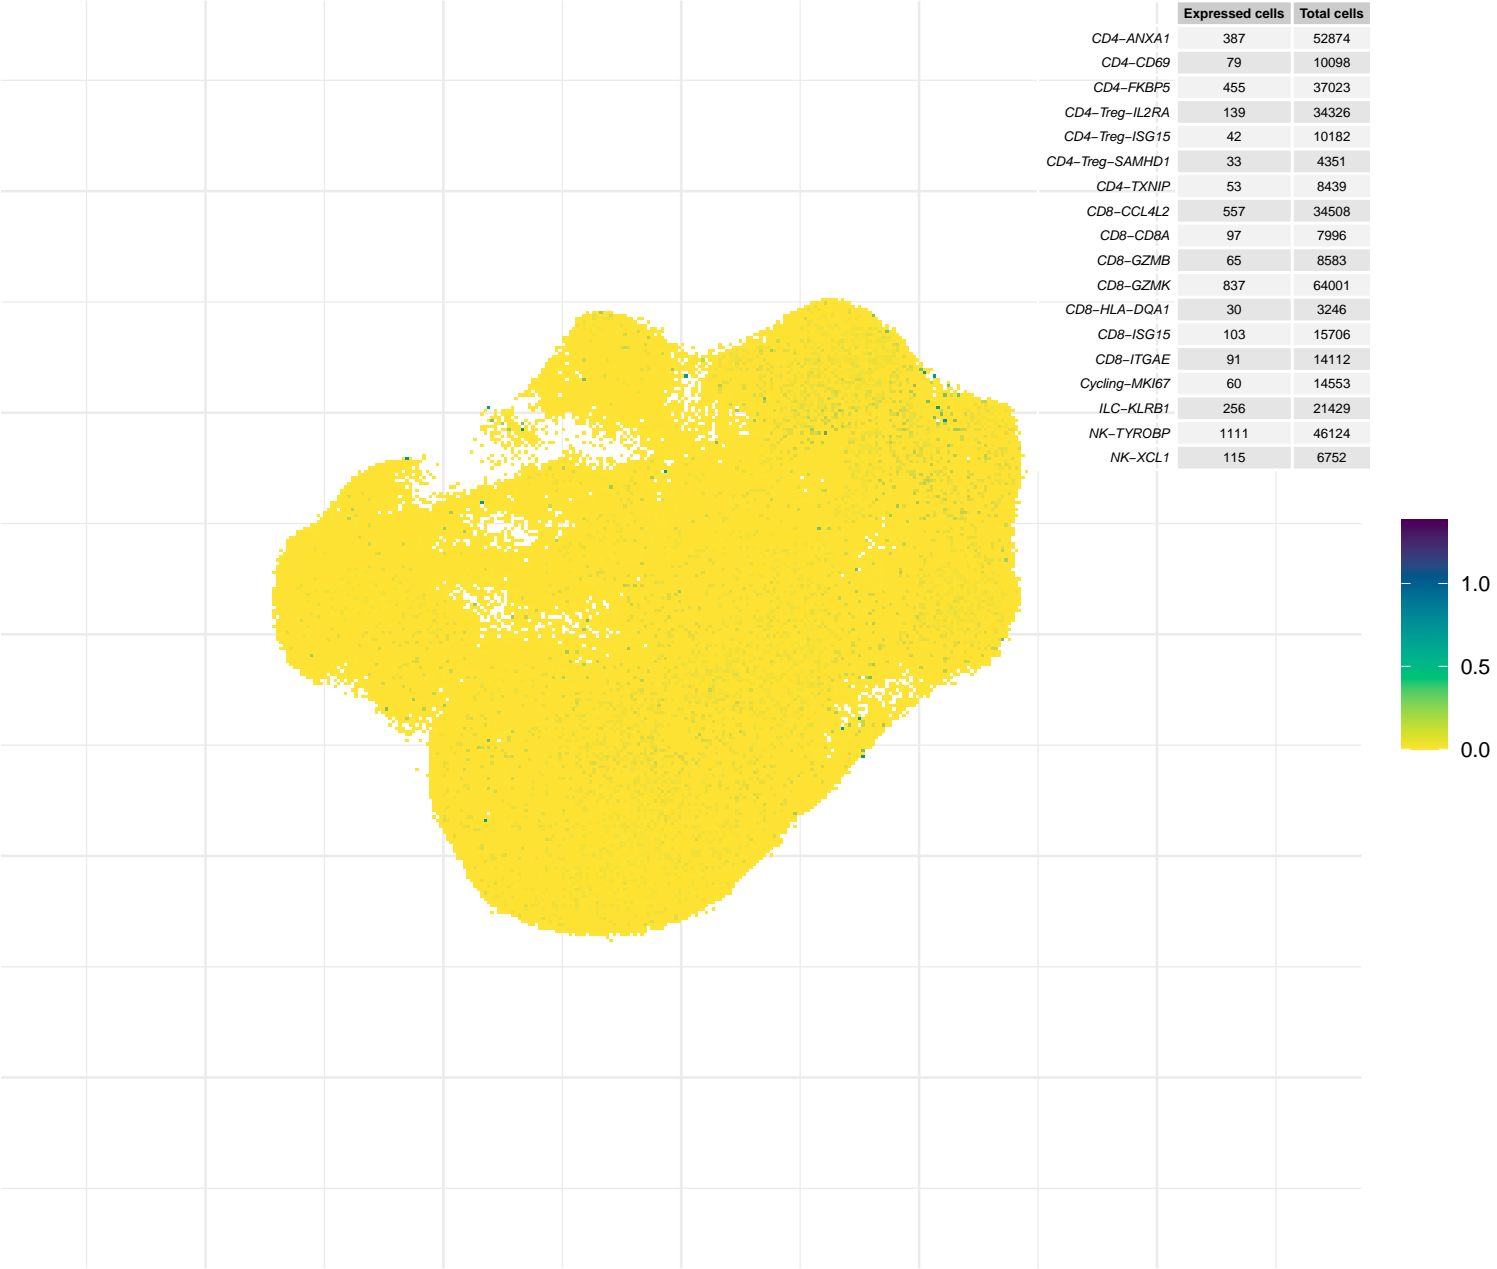 Expressed cells Total cells
CD4−ANXA1 387 52874
CD4−CD69 79 10098
CD4−FKBP5 455 37023
CD4−Treg−IL2RA 139 34326
CD4−Treg−ISG15 42 10182
CD4−Treg−SAMHD1 33 4351
CD4−TXNIP 53 8439
CD8−CCL4L2 557 34508
CD8−CD8A 97 7996
CD8−GZMB 65 8583
CD8−GZMK 837 64001
CD8−HLA−DQA1 30 3246
CD8−ISG15 103 15706
CD8−ITGAE 91 14112
Cycling−MKI67 60 14553
ILC−KLRB1 256 21429
NK−TYROBP 1111 46124
NK−XCL1 115 6752
1.0
0.5
0.0